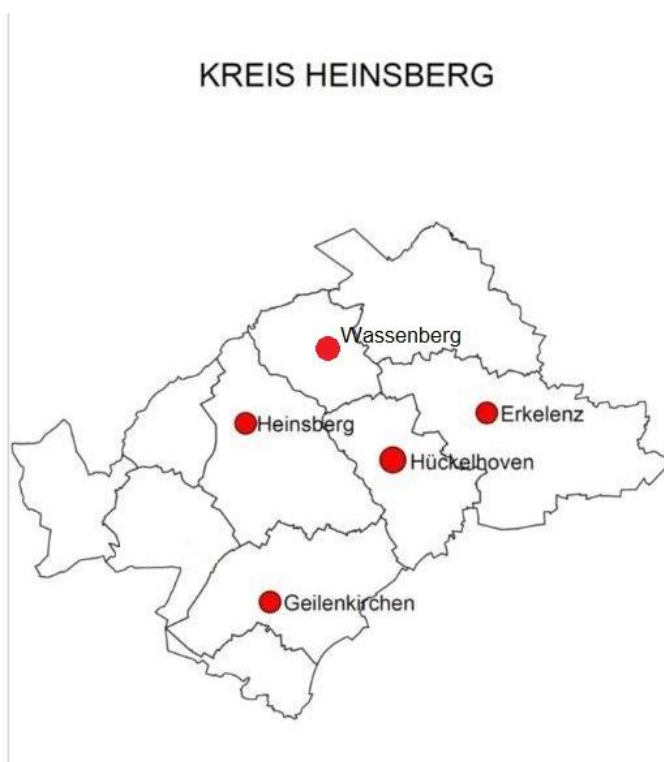 KREIS HEINSBERG
Wassenberg
Erkelenz
Heinsberg
Hückelhoven
Geilenkirchen